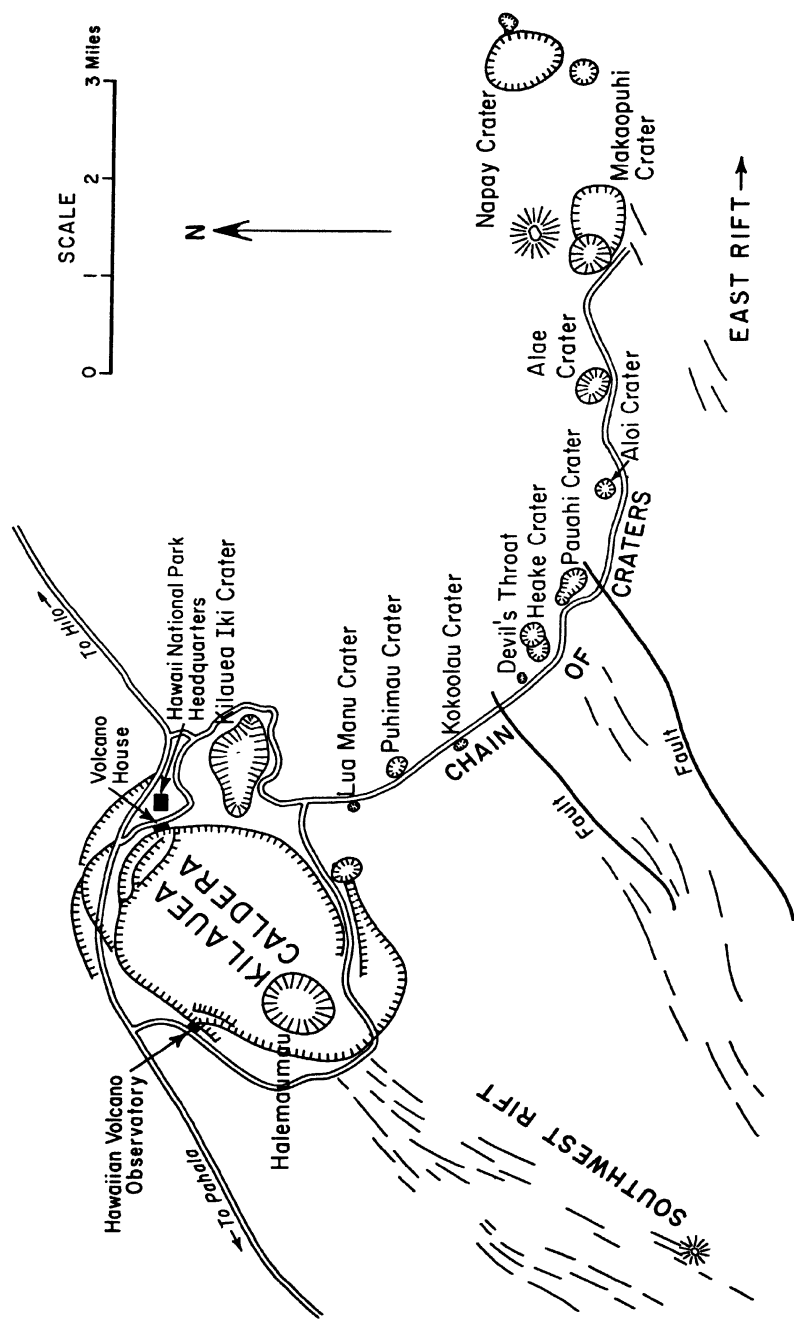 SCALE
0 1 2 3 Miles
N
To Hilo
Volcano
House
Hawaii National Park
Headquarters
Kilauea Iki Crater
Hawaiian Volcano
Observatory
To Pahala
KILAUEA
CALDERA
Halemaumau
Lua Manu Crater
Puhimau Crater
Kokoolau Crater
Devil's Throat
Heake Crater
Pauahi Crater
Aloi Crater
Alae
Crater
Napay Crater
Makaopuhi
Crater
CHAIN
OF
CRATERS
Fault
Fault
EAST RIFT
SOUTHWEST RIFT